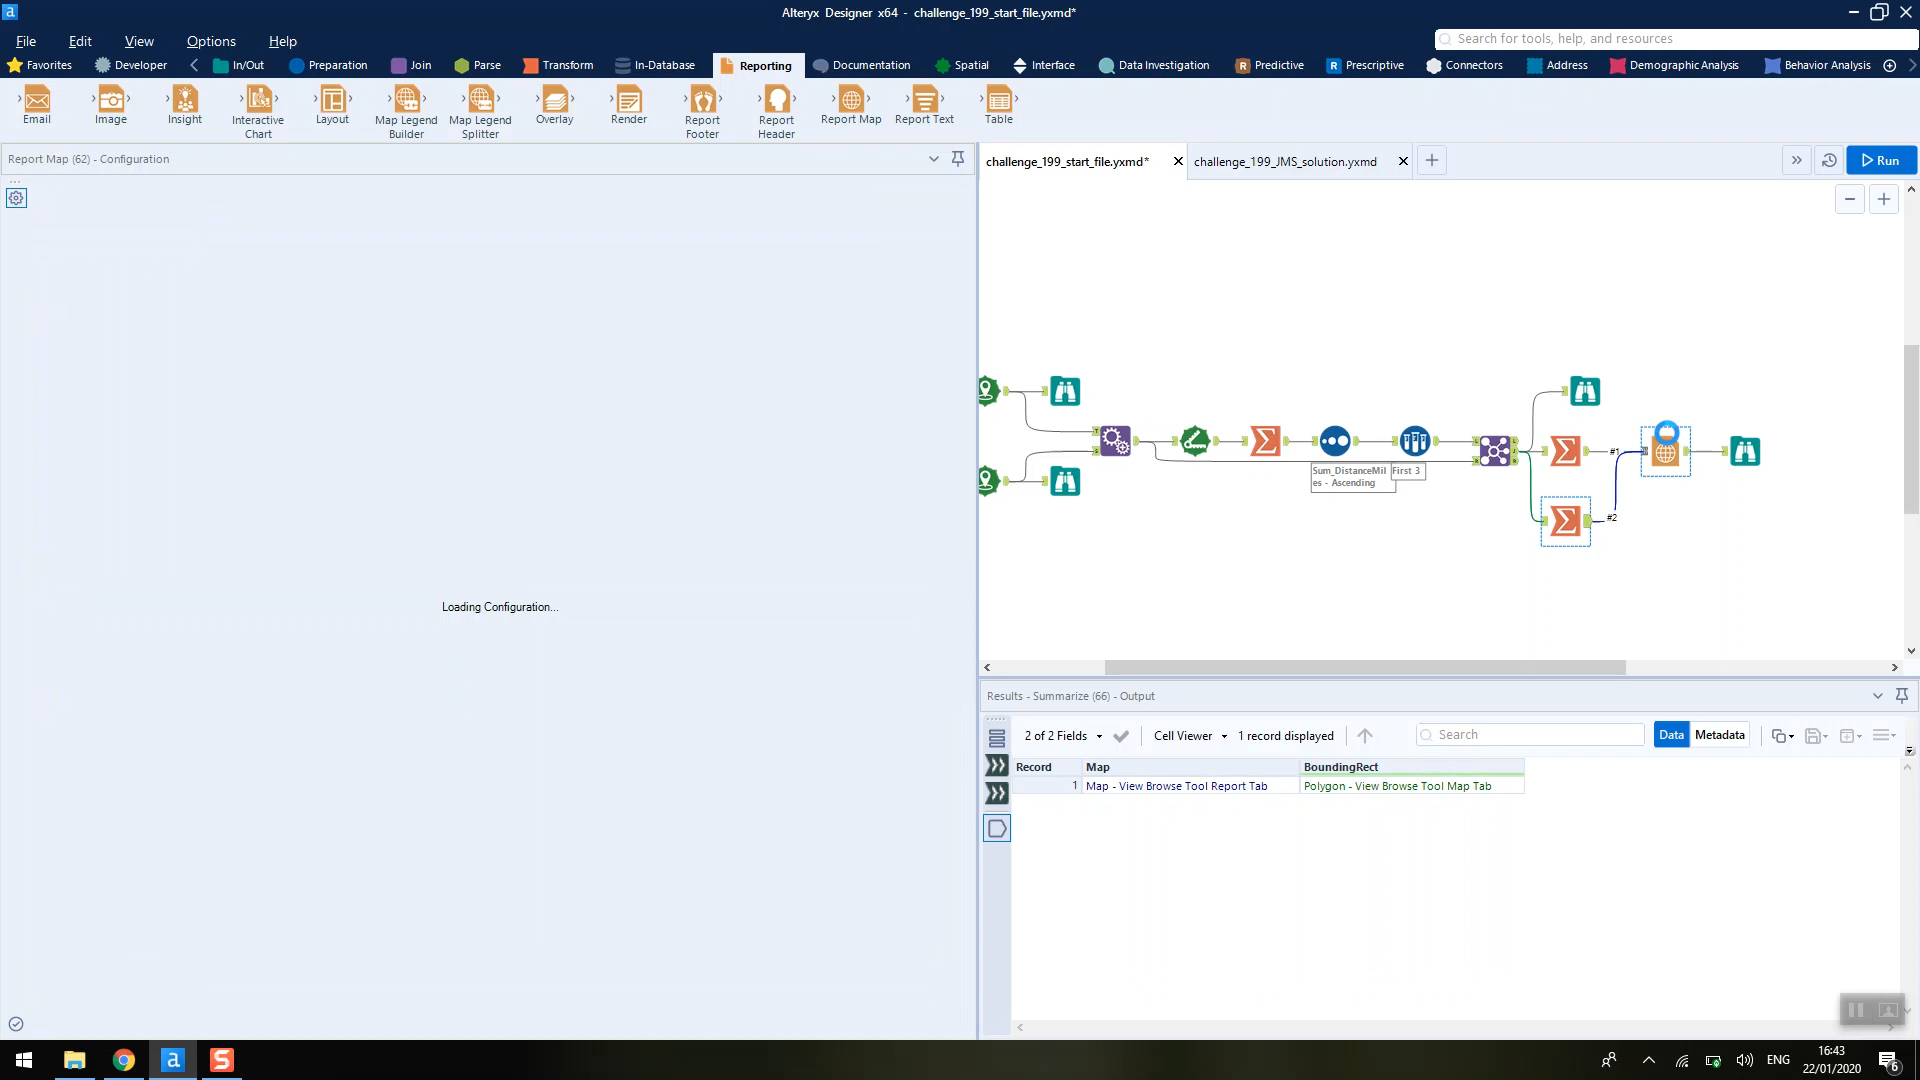 a
Alteryx Designer x64 - challenge_199_start_file.yxmd*
File
Edit
View
Options
Help
Search for tools, help, and resources
Favorites
Developer
In/Out
Preparation
Join
Parse
Transform
In-Database
Reporting
Documentation
Spatial
Interface
Data Investigation
R
Predictive
R
Prescriptive
Connectors
Address
Demographic Analysis
Behavior Analysis
Email
Image
Insight
Interactive
Chart
Layout
Map Legend
Builder
Map Legend
Splitter
Overlay
Render
Report
Footer
Report
Header
Report Map
Report Text
Table
Report Map (62) - Configuration
challenge_199_start_file.yxmd*
challenge_199_JMS_solution.yxmd
Run
Loading Configuration...
T
S
Sum_DistanceMil
es - Ascending
First 3
L
R
L
J
R
#1
#2
Results - Summarize (66) - Output
2 of 2 Fields
Cell Viewer
1 record displayed
Search
Data
Metadata
Record
Map
BoundingRect
1
Map - View Browse Tool Report Tab
Polygon - View Browse Tool Map Tab
a
S
ENG
16:43
22/01/2020
6